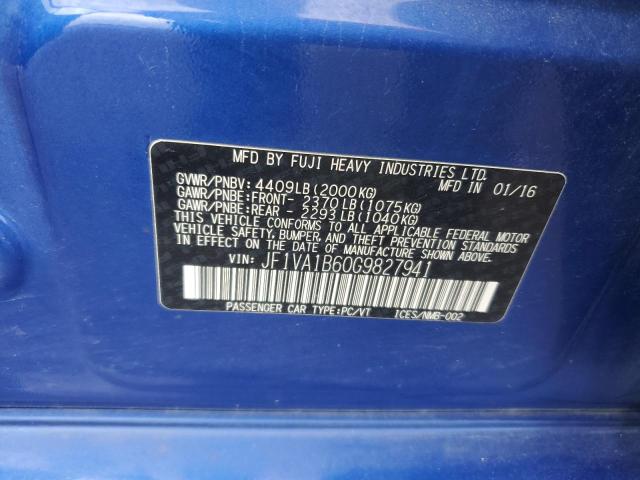 MFD BY FUJI HEAVY INDUSTRIES LTD.
MFD IN 01/16
GVWR/PNBV: 4409LB(2000KG)
GAWR/PNBE:FRONT- 2370LB(1075KG)
GAWR/PNBE:REAR - 2293LB(1040KG)
THIS VEHICLE CONFORMS TO ALL APPLICABLE FEDERAL MOTOR
VEHICLE SAFETY, BUMPER, AND THEFT PREVENTION STANDARDS
IN EFFECT ON THE DATE OF MANUFACTURE SHOWN ABOVE.
VIN: JF1VA1B60G9827941
PASSENGER CAR TYPE:PC/VT ICES/NMB-002